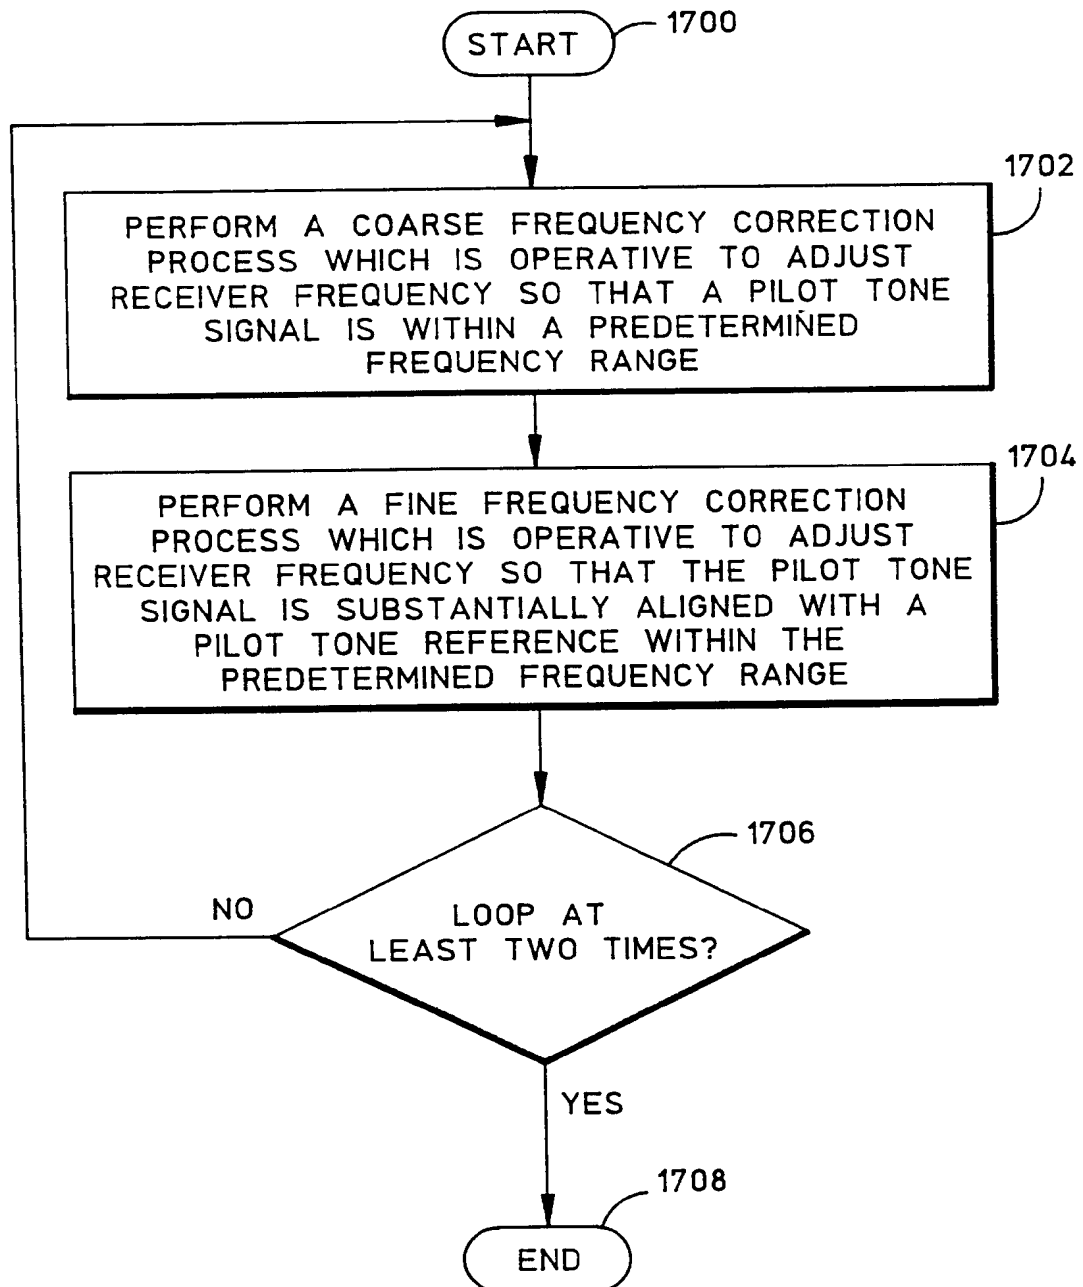 START
1700
1702
PERFORM A COARSE FREQUENCY CORRECTION
PROCESS WHICH IS OPERATIVE TO ADJUST
RECEIVER FREQUENCY SO THAT A PILOT TONE
SIGNAL IS WITHIN A PREDETERMINED
FREQUENCY RANGE
1704
PERFORM A FINE FREQUENCY CORRECTION
PROCESS WHICH IS OPERATIVE TO ADJUST
RECEIVER FREQUENCY SO THAT THE PILOT TONE
SIGNAL IS SUBSTANTIALLY ALIGNED WITH A
PILOT TONE REFERENCE WITHIN THE
PREDETERMINED FREQUENCY RANGE
1706
NO
LOOP AT
LEAST TWO TIMES?
YES
1708
END